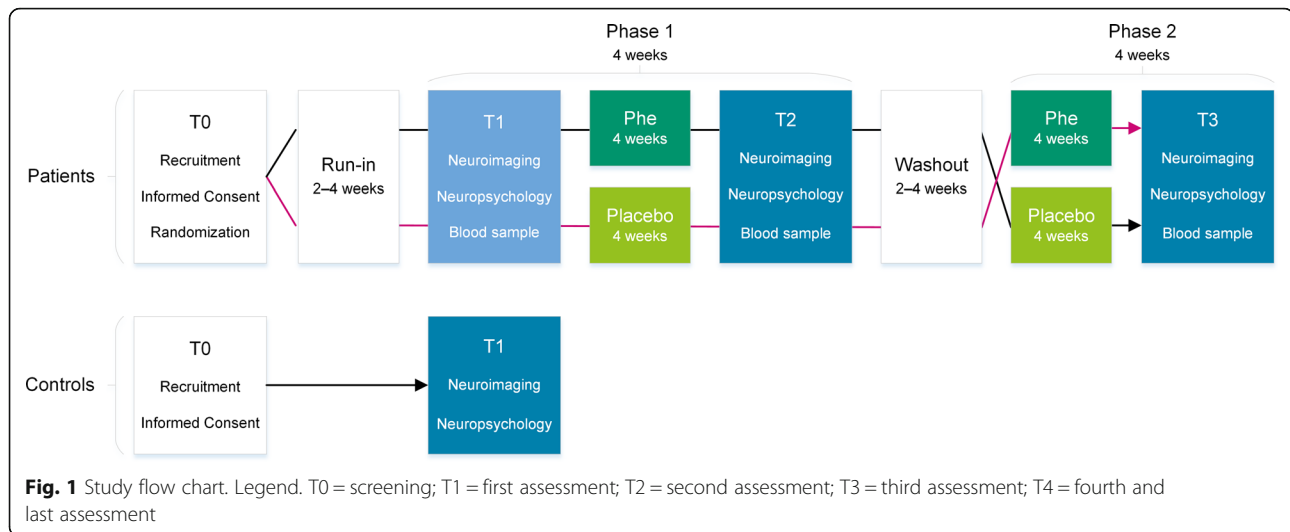 Phase 1
4 weeks
Phase 2
4 weeks
Patients
T0
Recruitment
Informed Consent
Randomization
Run-in
2–4 weeks
T1
Neuroimaging
Neuropsychology
Blood sample
Phe
4 weeks
Placebo
4 weeks
T2
Neuroimaging
Neuropsychology
Blood sample
Washout
2–4 weeks
Phe
4 weeks
Placebo
4 weeks
T3
Neuroimaging
Neuropsychology
Blood sample
Controls
T0
Recruitment
Informed Consent
T1
Neuroimaging
Neuropsychology
Fig. 1 Study flow chart. Legend. T0 = screening; T1 = first assessment; T2 = second assessment; T3 = third assessment; T4 = fourth and
last assessment